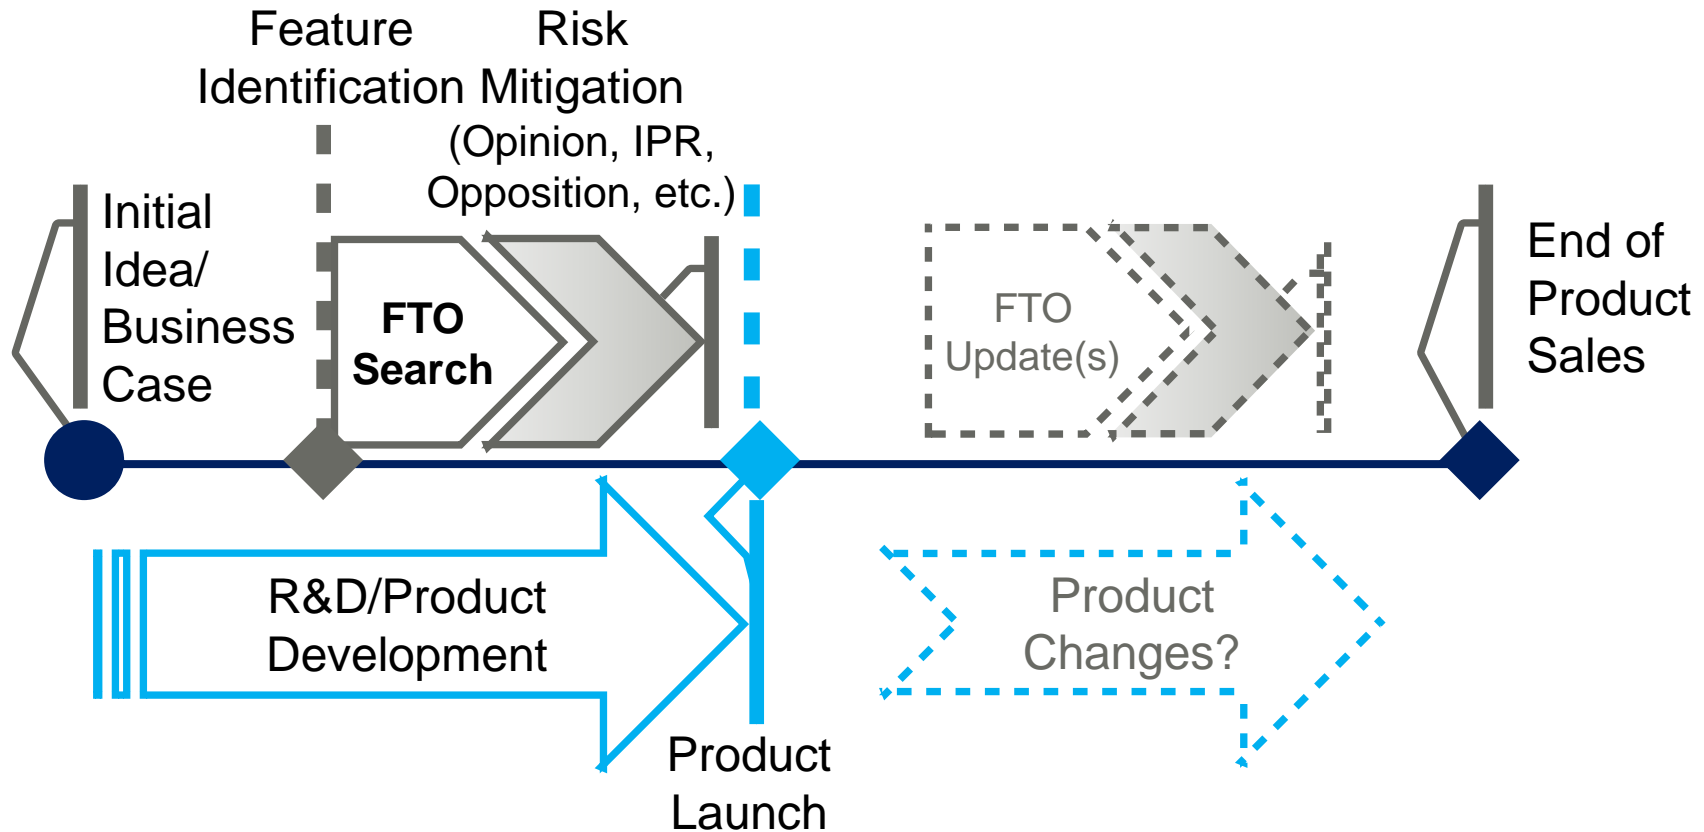 Feature
Identification
Risk
Mitigation
(Opinion, IPR,
Opposition, etc.)
Initial
Idea/
Business
Case
FTO
Search
FTO
Update(s)
End of
Product
Sales
R&D/Product
Development
Product
Changes?
Product
Launch